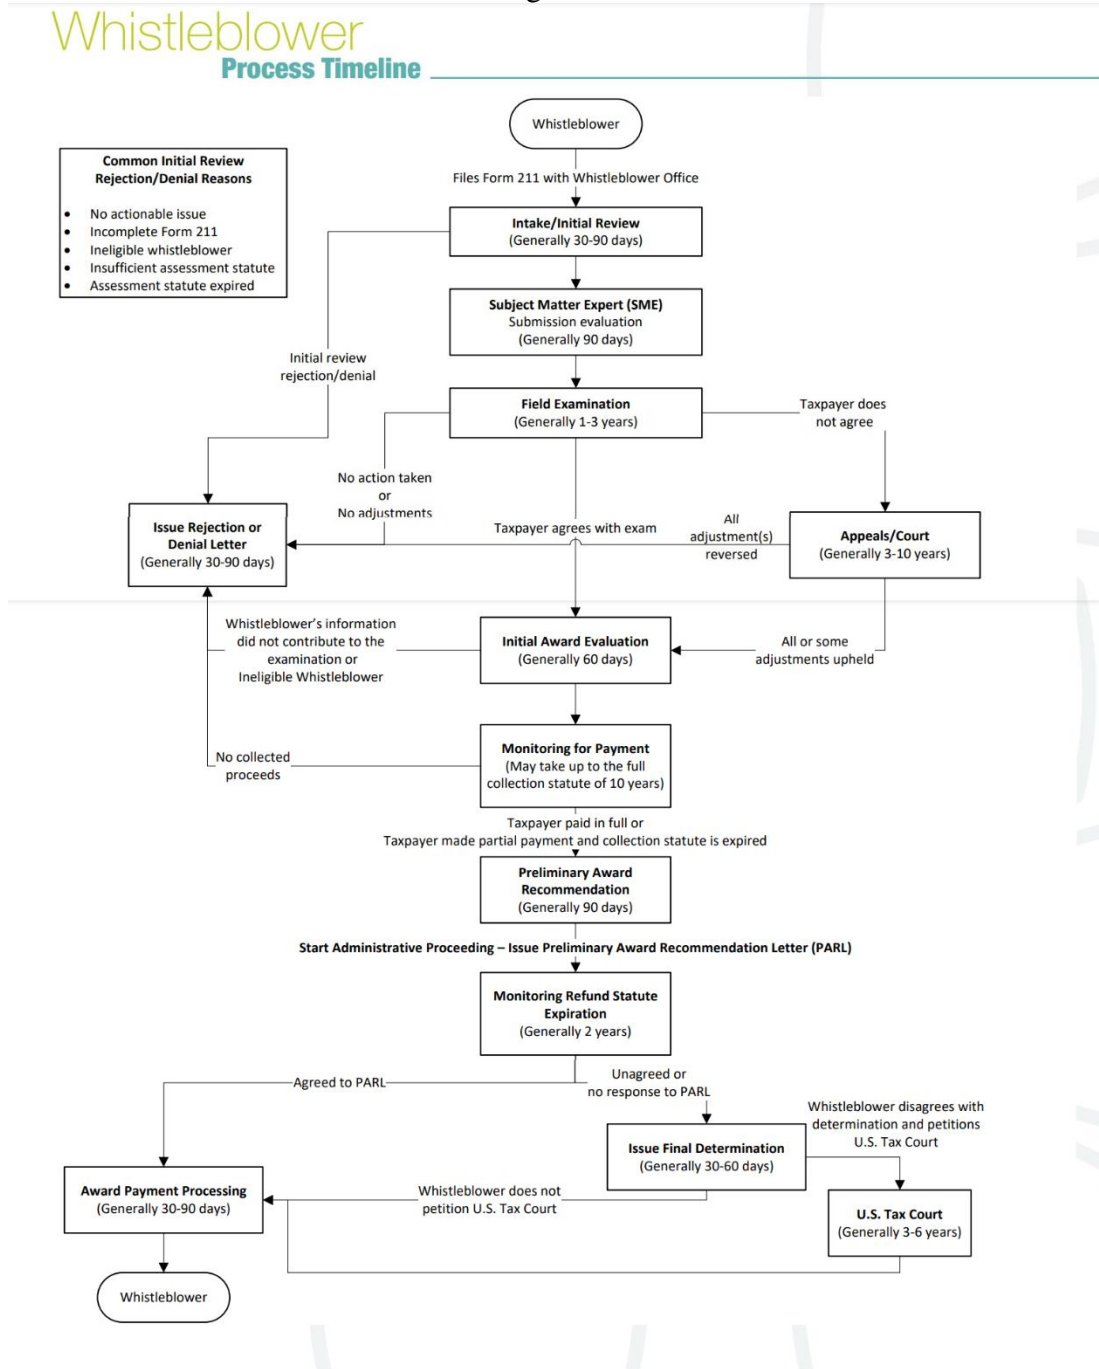 Whistleblower
Process Timeline
Whistleblower
Common Initial Review
Rejection/Denial Reasons
• No actionable issue
• Incomplete Form 211
• Ineligible whistleblower
• Insufficient assessment statute
• Assessment statute expired
Files Form 211 with Whistleblower Office
Intake/Initial Review
(Generally 30-90 days)
Subject Matter Expert (SME)
Submission evaluation
(Generally 90 days)
Initial review
rejection/denial
Field Examination
(Generally 1-3 years)
Taxpayer does
not agree
No action taken
or
No adjustments
Issue Rejection or
Denial Letter
(Generally 30-90 days)
Taxpayer agrees with exam
All
adjustment(s)
reversed
Appeals/Court
(Generally 3-10 years)
Whistleblower's information
did not contribute to the
examination or
Ineligible Whistleblower
Initial Award Evaluation
(Generally 60 days)
All or some
adjustments upheld
No collected
proceeds
Monitoring for Payment
(May take up to the full
collection statute of 10 years)
Taxpayer paid in full or
Taxpayer made partial payment and collection statute is expired
Preliminary Award
Recommendation
(Generally 90 days)
Start Administrative Proceeding – Issue Preliminary Award Recommendation Letter (PARL)
Monitoring Refund Statute
Expiration
(Generally 2 years)
Agreed to PARL
Unagreed or
no response to PARL
Whistleblower disagrees with
determination and petitions
U.S. Tax Court
Issue Final Determination
(Generally 30-60 days)
Award Payment Processing
(Generally 30-90 days)
Whistleblower does not
petition U.S. Tax Court
U.S. Tax Court
(Generally 3-6 years)
Whistleblower